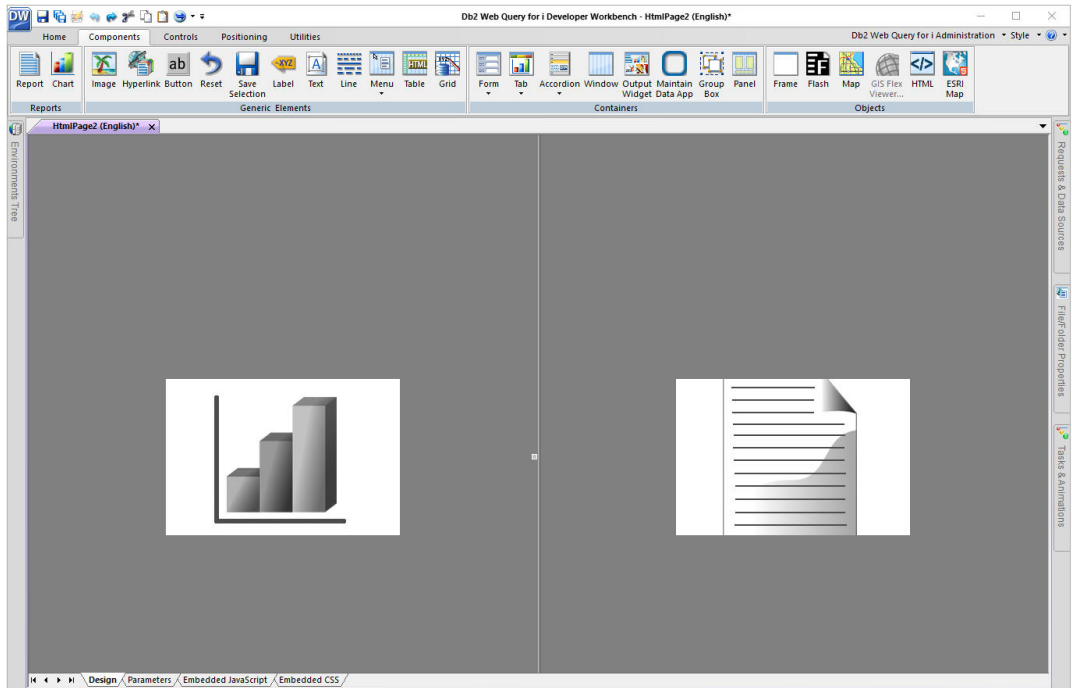 DW Db2 Web Query for i Developer Workbench - HtmlPage2 (English)*
Home Components Controls Positioning Utilities Db2 Web Query for i Administration Style
ab XYZ A HTML </>
Report Chart Image Hyperlink Button Reset Save Selection Label Text Line Menu Table Grid Form Tab Accordion Window Output Widget Maintain Data App Group Box Panel Frame Flash Map GIS Flex Viewer... HTML ESRI Map
Reports Generic Elements Containers Objects
HtmlPage2 (English)* x
Environments Tree
Requests & Data Sources
File/Folder Properties
Tasks & Animations
Design Parameters Embedded JavaScript Embedded CSS